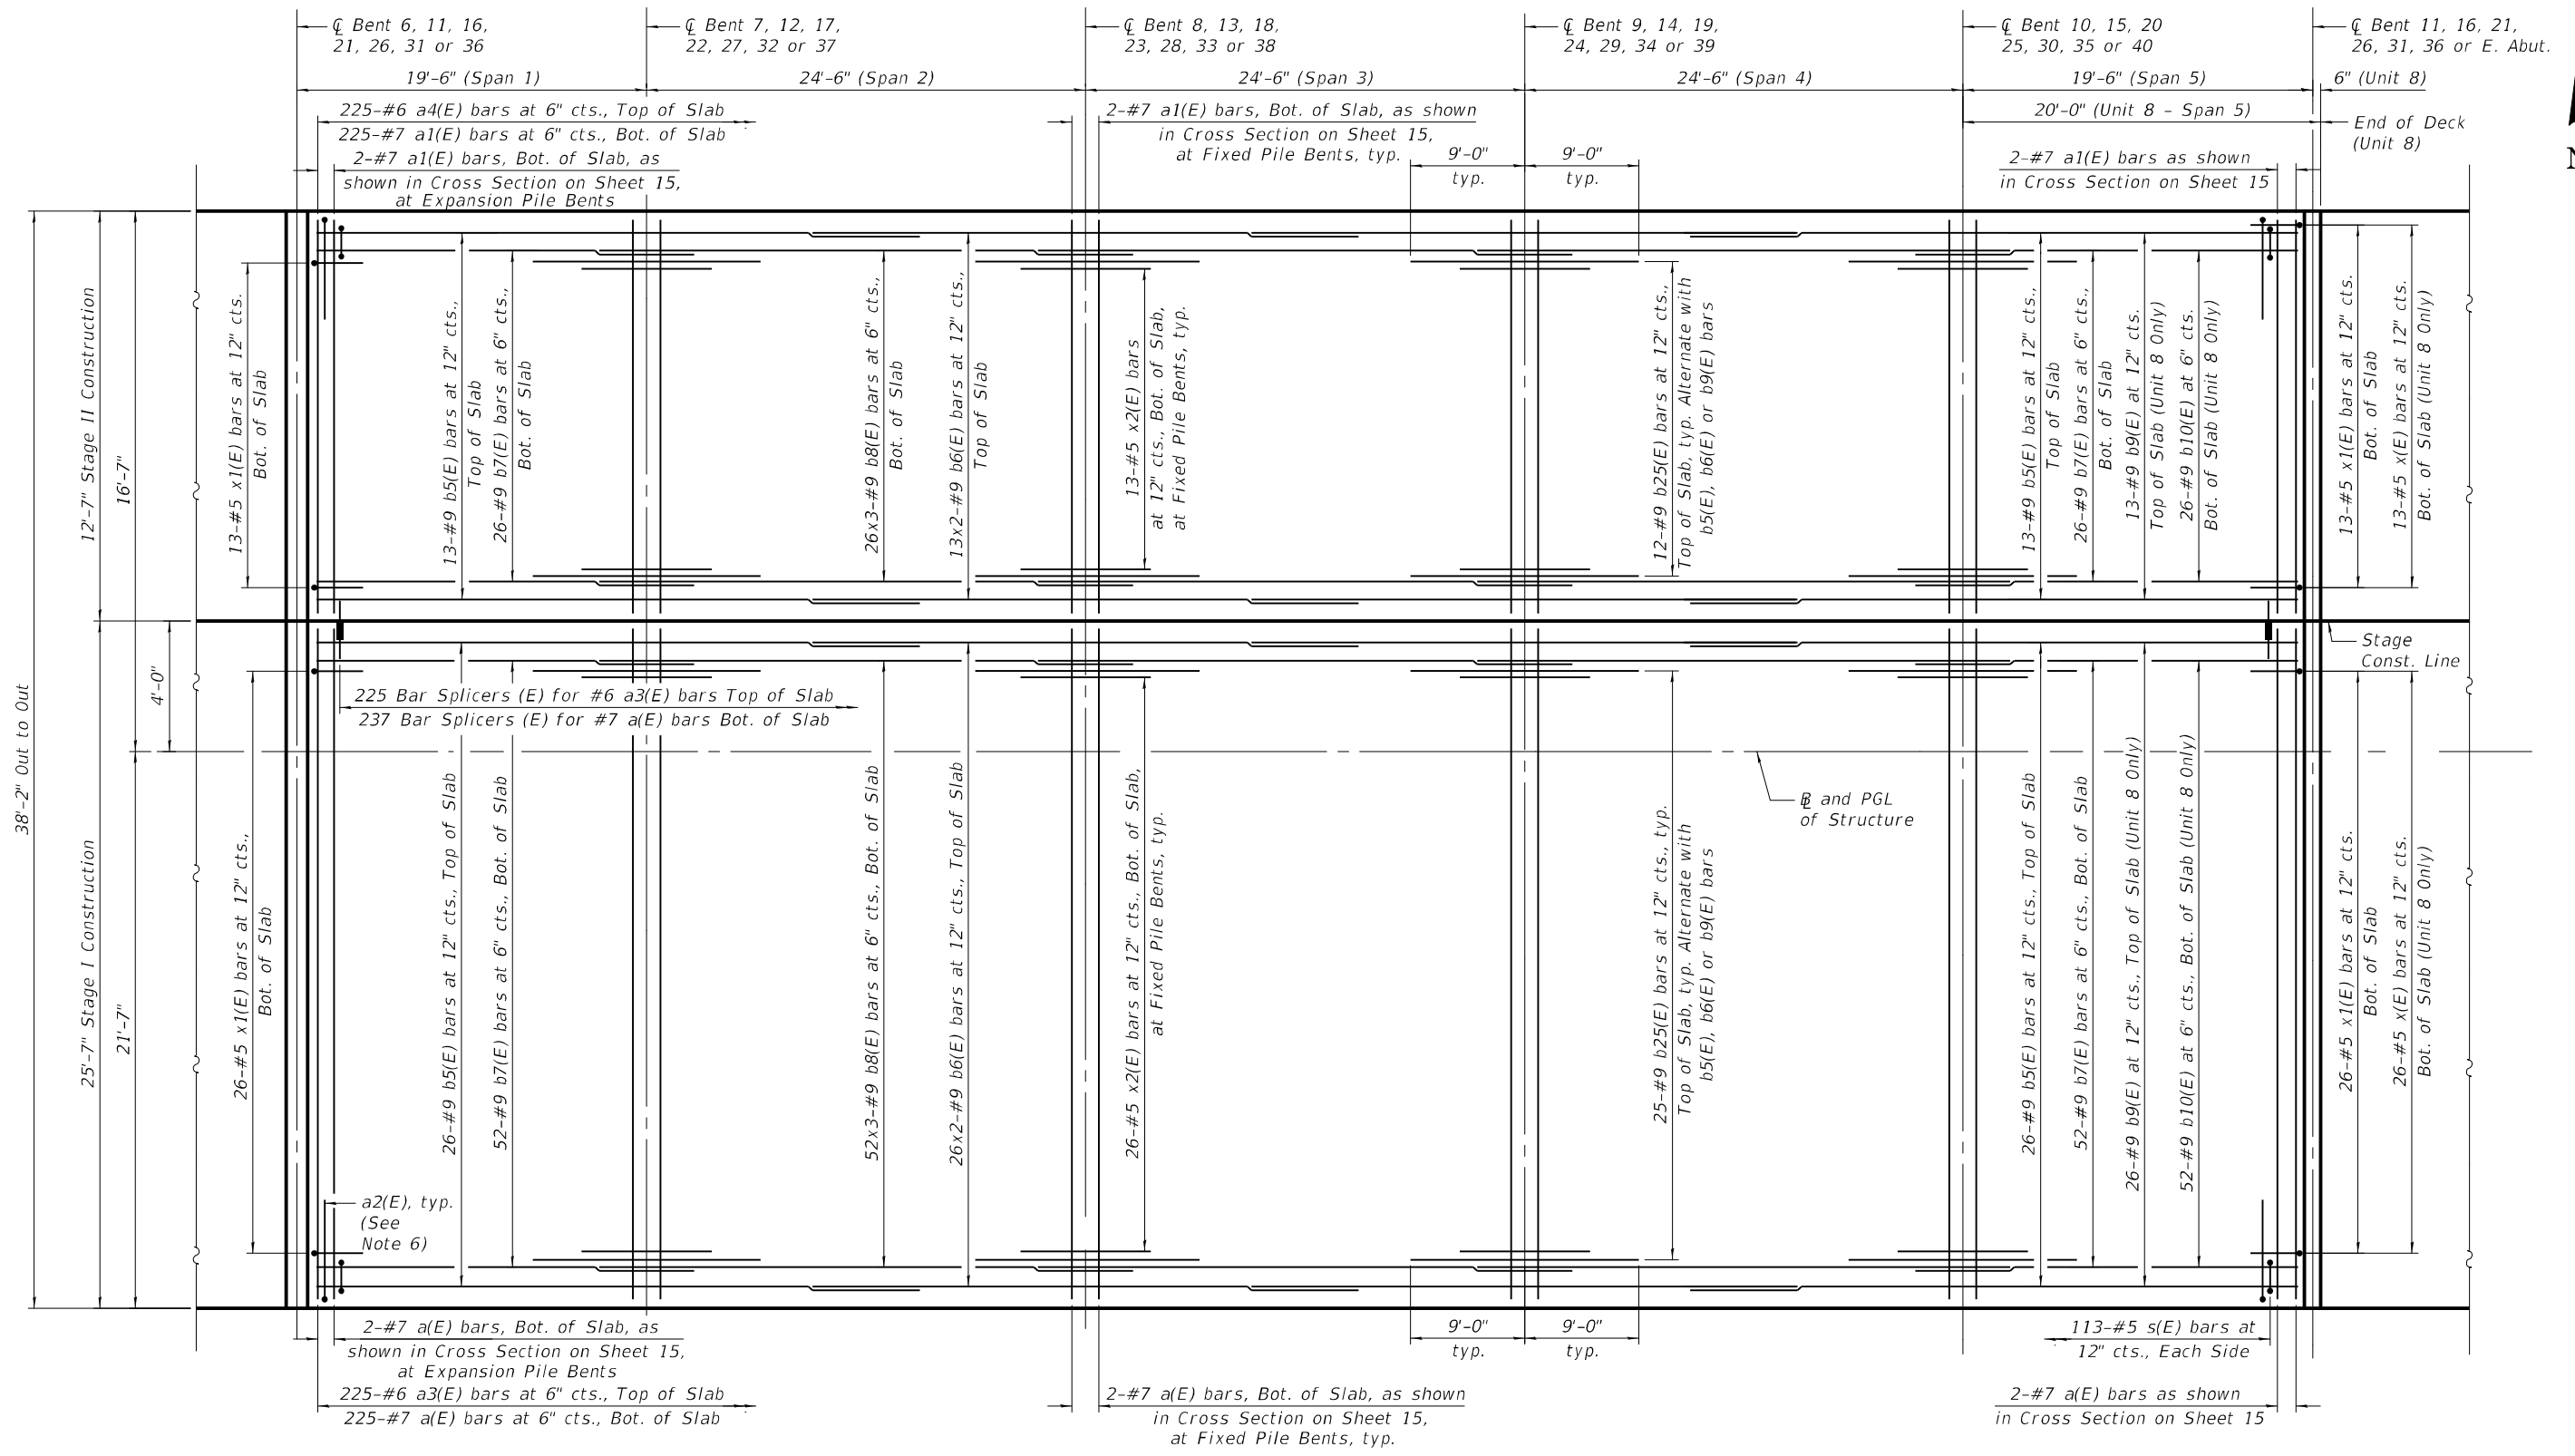 ℄ Bent 6, 11, 16,
21, 26, 31 or 36
℄ Bent 7, 12, 17,
22, 27, 32 or 37
℄ Bent 8, 13, 18,
23, 28, 33 or 38
℄ Bent 9, 14, 19,
24, 29, 34 or 39
℄ Bent 10, 15, 20
25, 30, 35 or 40
℄ Bent 11, 16, 21,
26, 31, 36 or E. Abut.
19'-6" (Span 1)
24'-6" (Span 2)
24'-6" (Span 3)
24'-6" (Span 4)
19'-6" (Span 5)
6" (Unit 8)
20'-0" (Unit 8 - Span 5)
End of Deck
(Unit 8)
N
225-#6 a4(E) bars at 6" cts., Top of Slab
225-#7 a1(E) bars at 6" cts., Bot. of Slab
2-#7 a1(E) bars, Bot. of Slab, as
shown in Cross Section on Sheet 15,
at Expansion Pile Bents
2-#7 a1(E) bars, Bot. of Slab, as shown
in Cross Section on Sheet 15,
at Fixed Pile Bents, typ.
9'-0"
typ.
9'-0"
typ.
2-#7 a1(E) bars as shown
in Cross Section on Sheet 15
38'-2" Out to Out
12'-7" Stage II Construction
16'-7"
13-#5 x1(E) bars at 12" cts.
Bot. of Slab
13-#9 b5(E) bars at 12" cts.,
Top of Slab
26-#9 b7(E) bars at 6" cts.,
Bot. of Slab
26x3-#9 b8(E) bars at 6" cts.,
Bot. of Slab
13x2-#9 b6(E) bars at 12" cts.,
Top of Slab
13-#5 x2(E) bars
at 12" cts., Bot. of Slab,
at Fixed Pile Bents, typ.
12-#9 b25(E) bars at 12" cts.,
Top of Slab, typ. Alternate with
b5(E), b6(E) or b9(E) bars
13-#9 b5(E) bars at 12" cts.,
Top of Slab
26-#9 b7(E) bars at 6" cts.,
Bot. of Slab
13-#9 b9(E) at 12" cts.
Top of Slab (Unit 8 Only)
26-#9 b10(E) at 6" cts.
Bot. of Slab (Unit 8 Only)
13-#5 x1(E) bars at 12" cts.
Bot. of Slab
13-#5 x(E) bars at 12" cts.
Bot. of Slab (Unit 8 Only)
Stage
Const. Line
4'-0"
225 Bar Splicers (E) for #6 a3(E) bars Top of Slab
237 Bar Splicers (E) for #7 a(E) bars Bot. of Slab
25'-7" Stage I Construction
21'-7"
26-#5 x1(E) bars at 12" cts.,
Bot. of Slab
26-#9 b5(E) bars at 12" cts., Top of Slab
52-#9 b7(E) bars at 6" cts., Bot. of Slab
52x3-#9 b8(E) bars at 6" cts., Bot. of Slab
26x2-#9 b6(E) bars at 12" cts., Top of Slab
26-#5 x2(E) bars at 12" cts., Bot. of Slab,
at Fixed Pile Bents, typ.
25-#9 b25(E) bars at 12" cts., typ.
Top of Slab, typ. Alternate with
b5(E), b6(E) or b9(E) bars
BL and PGL
of Structure
26-#9 b5(E) bars at 12" cts., Top of Slab
52-#9 b7(E) bars at 6" cts., Bot. of Slab
26-#9 b9(E) at 12" cts., Top of Slab (Unit 8 Only)
52-#9 b10(E) at 6" cts., Bot. of Slab (Unit 8 Only)
26-#5 x1(E) bars at 12" cts.
Bot. of Slab
26-#5 x(E) bars at 12" cts.
Bot. of Slab (Unit 8 Only)
a2(E), typ.
(See
Note 6)
2-#7 a(E) bars, Bot. of Slab, as
shown in Cross Section on Sheet 15,
at Expansion Pile Bents
225-#6 a3(E) bars at 6" cts., Top of Slab
225-#7 a(E) bars at 6" cts., Bot. of Slab
2-#7 a(E) bars, Bot. of Slab, as shown
in Cross Section on Sheet 15,
at Fixed Pile Bents, typ.
9'-0"
typ.
9'-0"
typ.
113-#5 s(E) bars at
12" cts., Each Side
2-#7 a(E) bars as shown
in Cross Section on Sheet 15